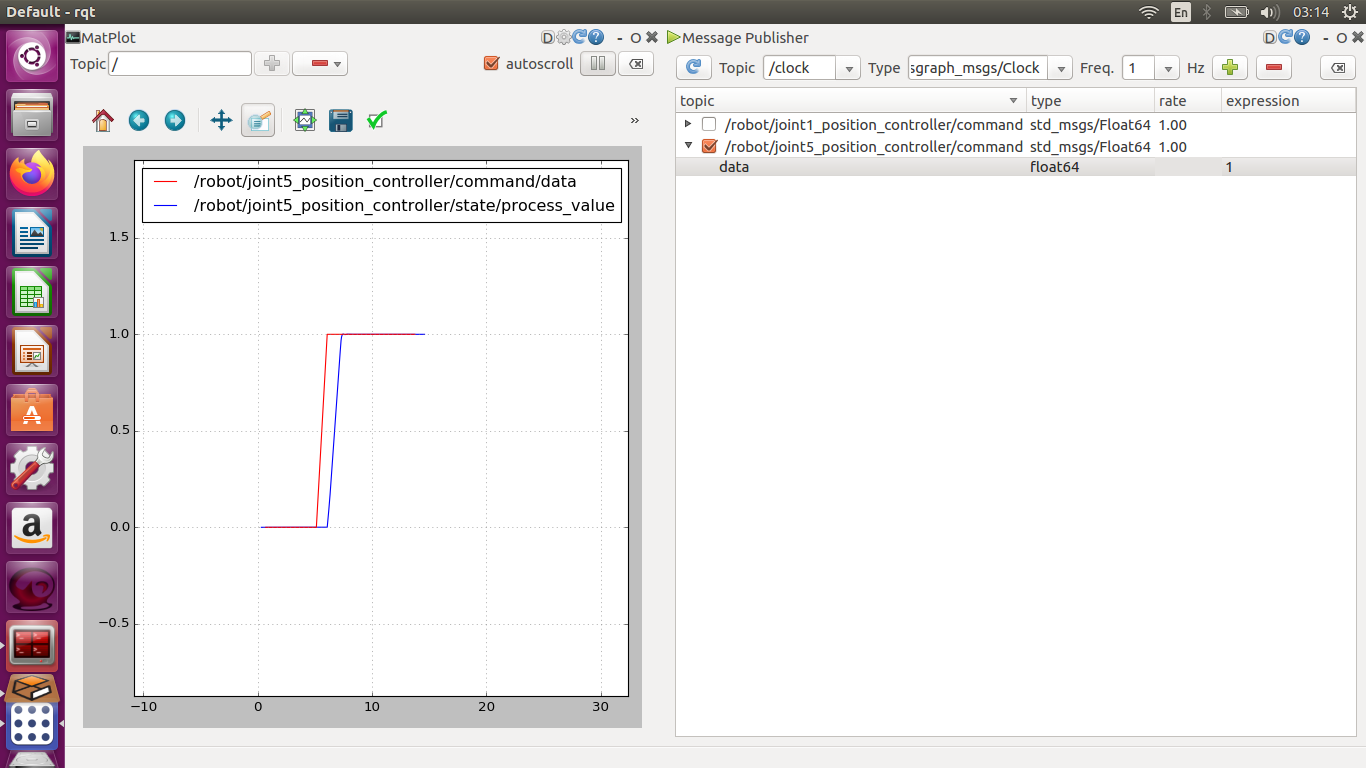 Default - rqt
En
03:14
MatPlot
D
- O
Topic /
autoscroll
»
/robot/joint5_position_controller/command/data
/robot/joint5_position_controller/state/process_value
1.5
1.0
0.5
0.0
−0.5
−10 0 10 20 30
Message Publisher
D
- O
Topic /clock Type sgraph_msgs/Clock Freq. 1 Hz
topic type rate expression
/robot/joint1_position_controller/command std_msgs/Float64 1.00
/robot/joint5_position_controller/command std_msgs/Float64 1.00
data float64 1